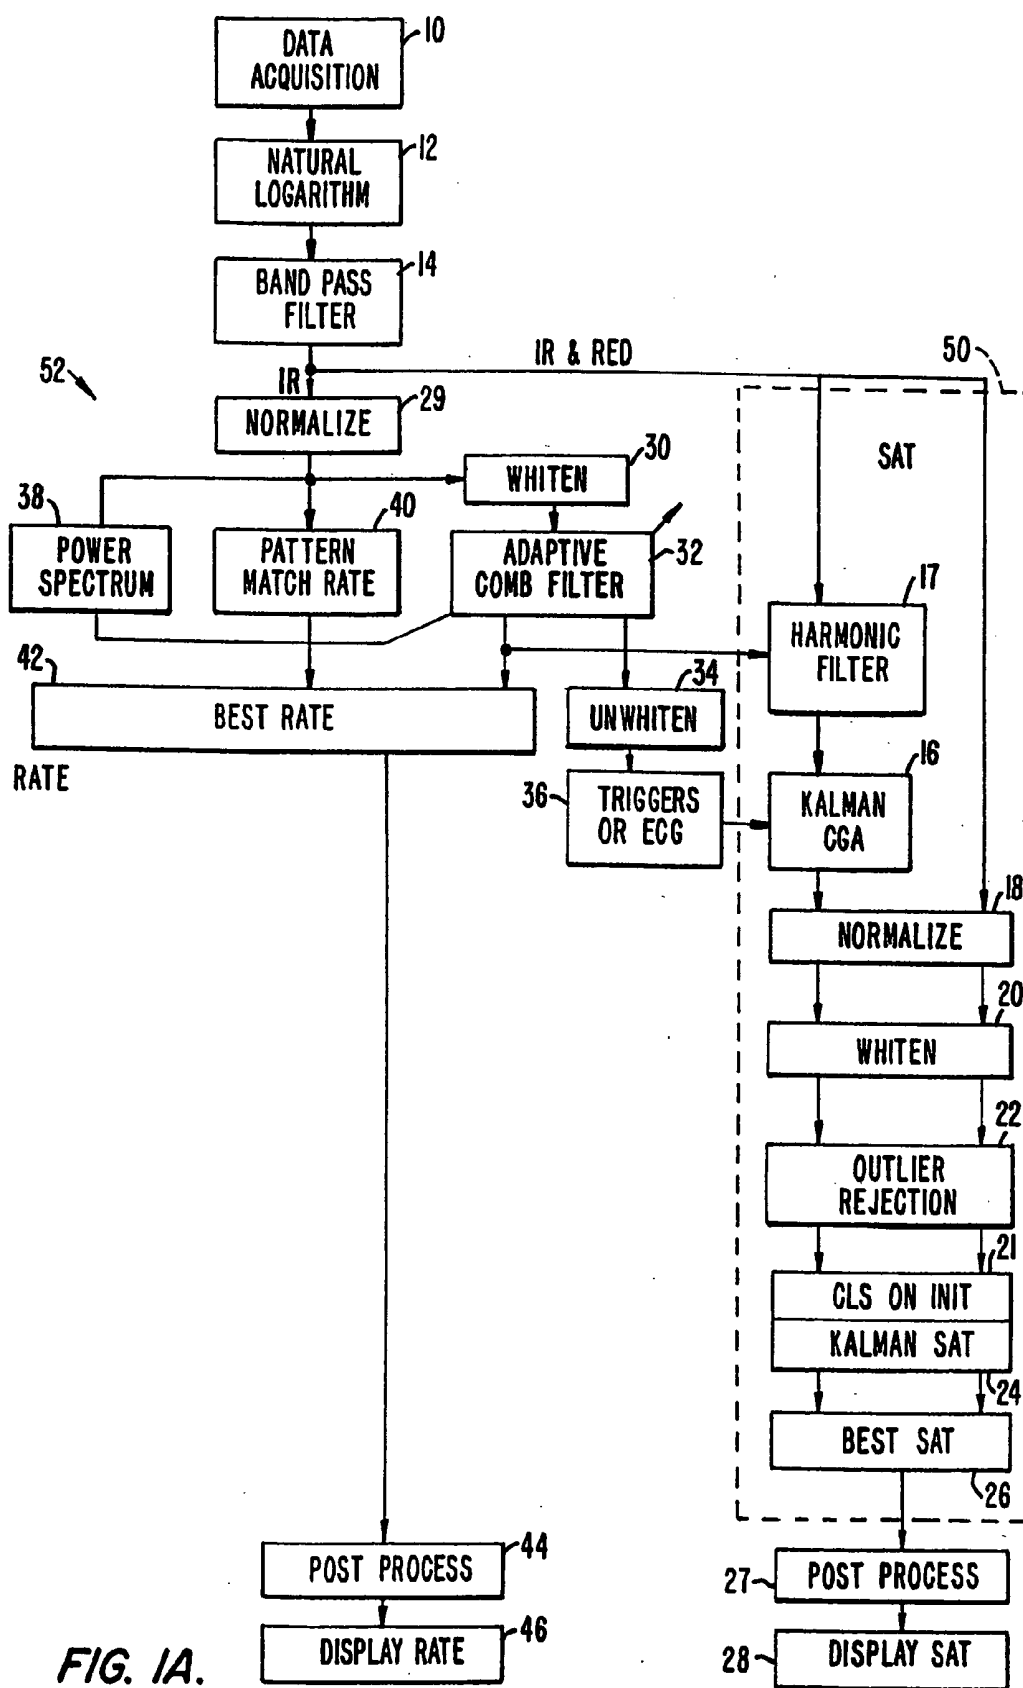 10
DATA
ACQUISITION
12
NATURAL
LOGARITHM
14
BAND PASS
FILTER
IR & RED
50
52
IR
29
NORMALIZE
SAT
30
WHITEN
38
POWER
SPECTRUM
40
PATTERN
MATCH RATE
ADAPTIVE
COMB FILTER
32
17
HARMONIC
FILTER
42
BEST RATE
34
UNWHITEN
RATE
36
TRIGGERS
OR ECG
16
KALMAN
CGA
18
NORMALIZE
20
WHITEN
22
OUTLIER
REJECTION
21
CLS ON INIT
KALMAN SAT
24
BEST SAT
26
44
POST PROCESS
27
POST PROCESS
46
DISPLAY RATE
28
DISPLAY SAT
FIG. 1A.